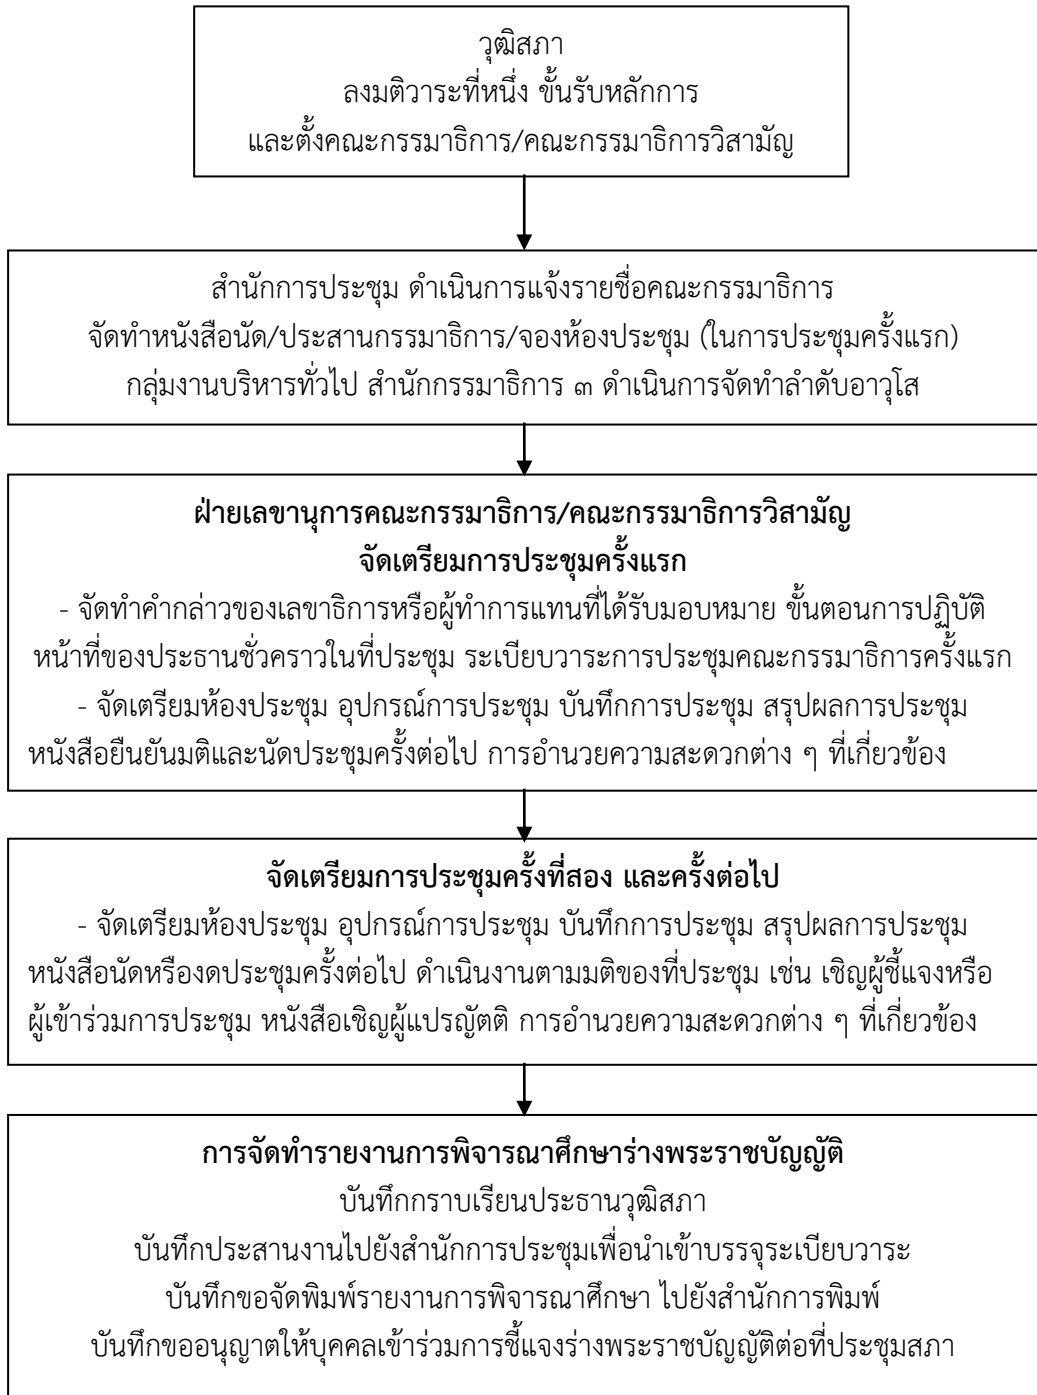 วุฒิสภา
ลงมติวาระที่หนึ่ง ขั้นรับหลักการ
และตั้งคณะกรรมาธิการ/คณะกรรมาธิการวิสามัญ
สำนักการประชุม ดำเนินการแจ้งรายชื่อคณะกรรมาธิการ
จัดทำหนังสือนัด/ประสานกรรมาธิการ/จองห้องประชุม (ในการประชุมครั้งแรก)
กลุ่มงานบริหารทั่วไป สำนักกรรมาธิการ ๓ ดำเนินการจัดทำลำดับอาวุโส
ฝ่ายเลขานุการคณะกรรมาธิการ/คณะกรรมาธิการวิสามัญ
จัดเตรียมการประชุมครั้งแรก
- จัดทำคำกล่าวของเลขาธิการหรือผู้ทำการแทนที่ได้รับมอบหมาย ขั้นตอนการปฏิบัติ
หน้าที่ของประธานชั่วคราวในที่ประชุม ระเบียบวาระการประชุมคณะกรรมาธิการครั้งแรก
- จัดเตรียมห้องประชุม อุปกรณ์การประชุม บันทึกการประชุม สรุปผลการประชุม
หนังสือยืนยันมติและนัดประชุมครั้งต่อไป การอำนวยความสะดวกต่าง ๆ ที่เกี่ยวข้อง
จัดเตรียมการประชุมครั้งที่สอง และครั้งต่อไป
- จัดเตรียมห้องประชุม อุปกรณ์การประชุม บันทึกการประชุม สรุปผลการประชุม
หนังสือนัดหรืองดประชุมครั้งต่อไป ดำเนินงานตามมติของที่ประชุม เช่น เชิญผู้ชี้แจงหรือ
ผู้เข้าร่วมการประชุม หนังสือเชิญผู้แปรญัตติ การอำนวยความสะดวกต่าง ๆ ที่เกี่ยวข้อง
การจัดทำรายงานการพิจารณาศึกษาร่างพระราชบัญญัติ
บันทึกกราบเรียนประธานวุฒิสภา
บันทึกประสานงานไปยังสำนักการประชุมเพื่อนำเข้าบรรจุระเบียบวาระ
บันทึกขอจัดพิมพ์รายงานการพิจารณาศึกษา ไปยังสำนักการพิมพ์
บันทึกขออนุญาตให้บุคคลเข้าร่วมการชี้แจงร่างพระราชบัญญัติต่อที่ประชุมสภา